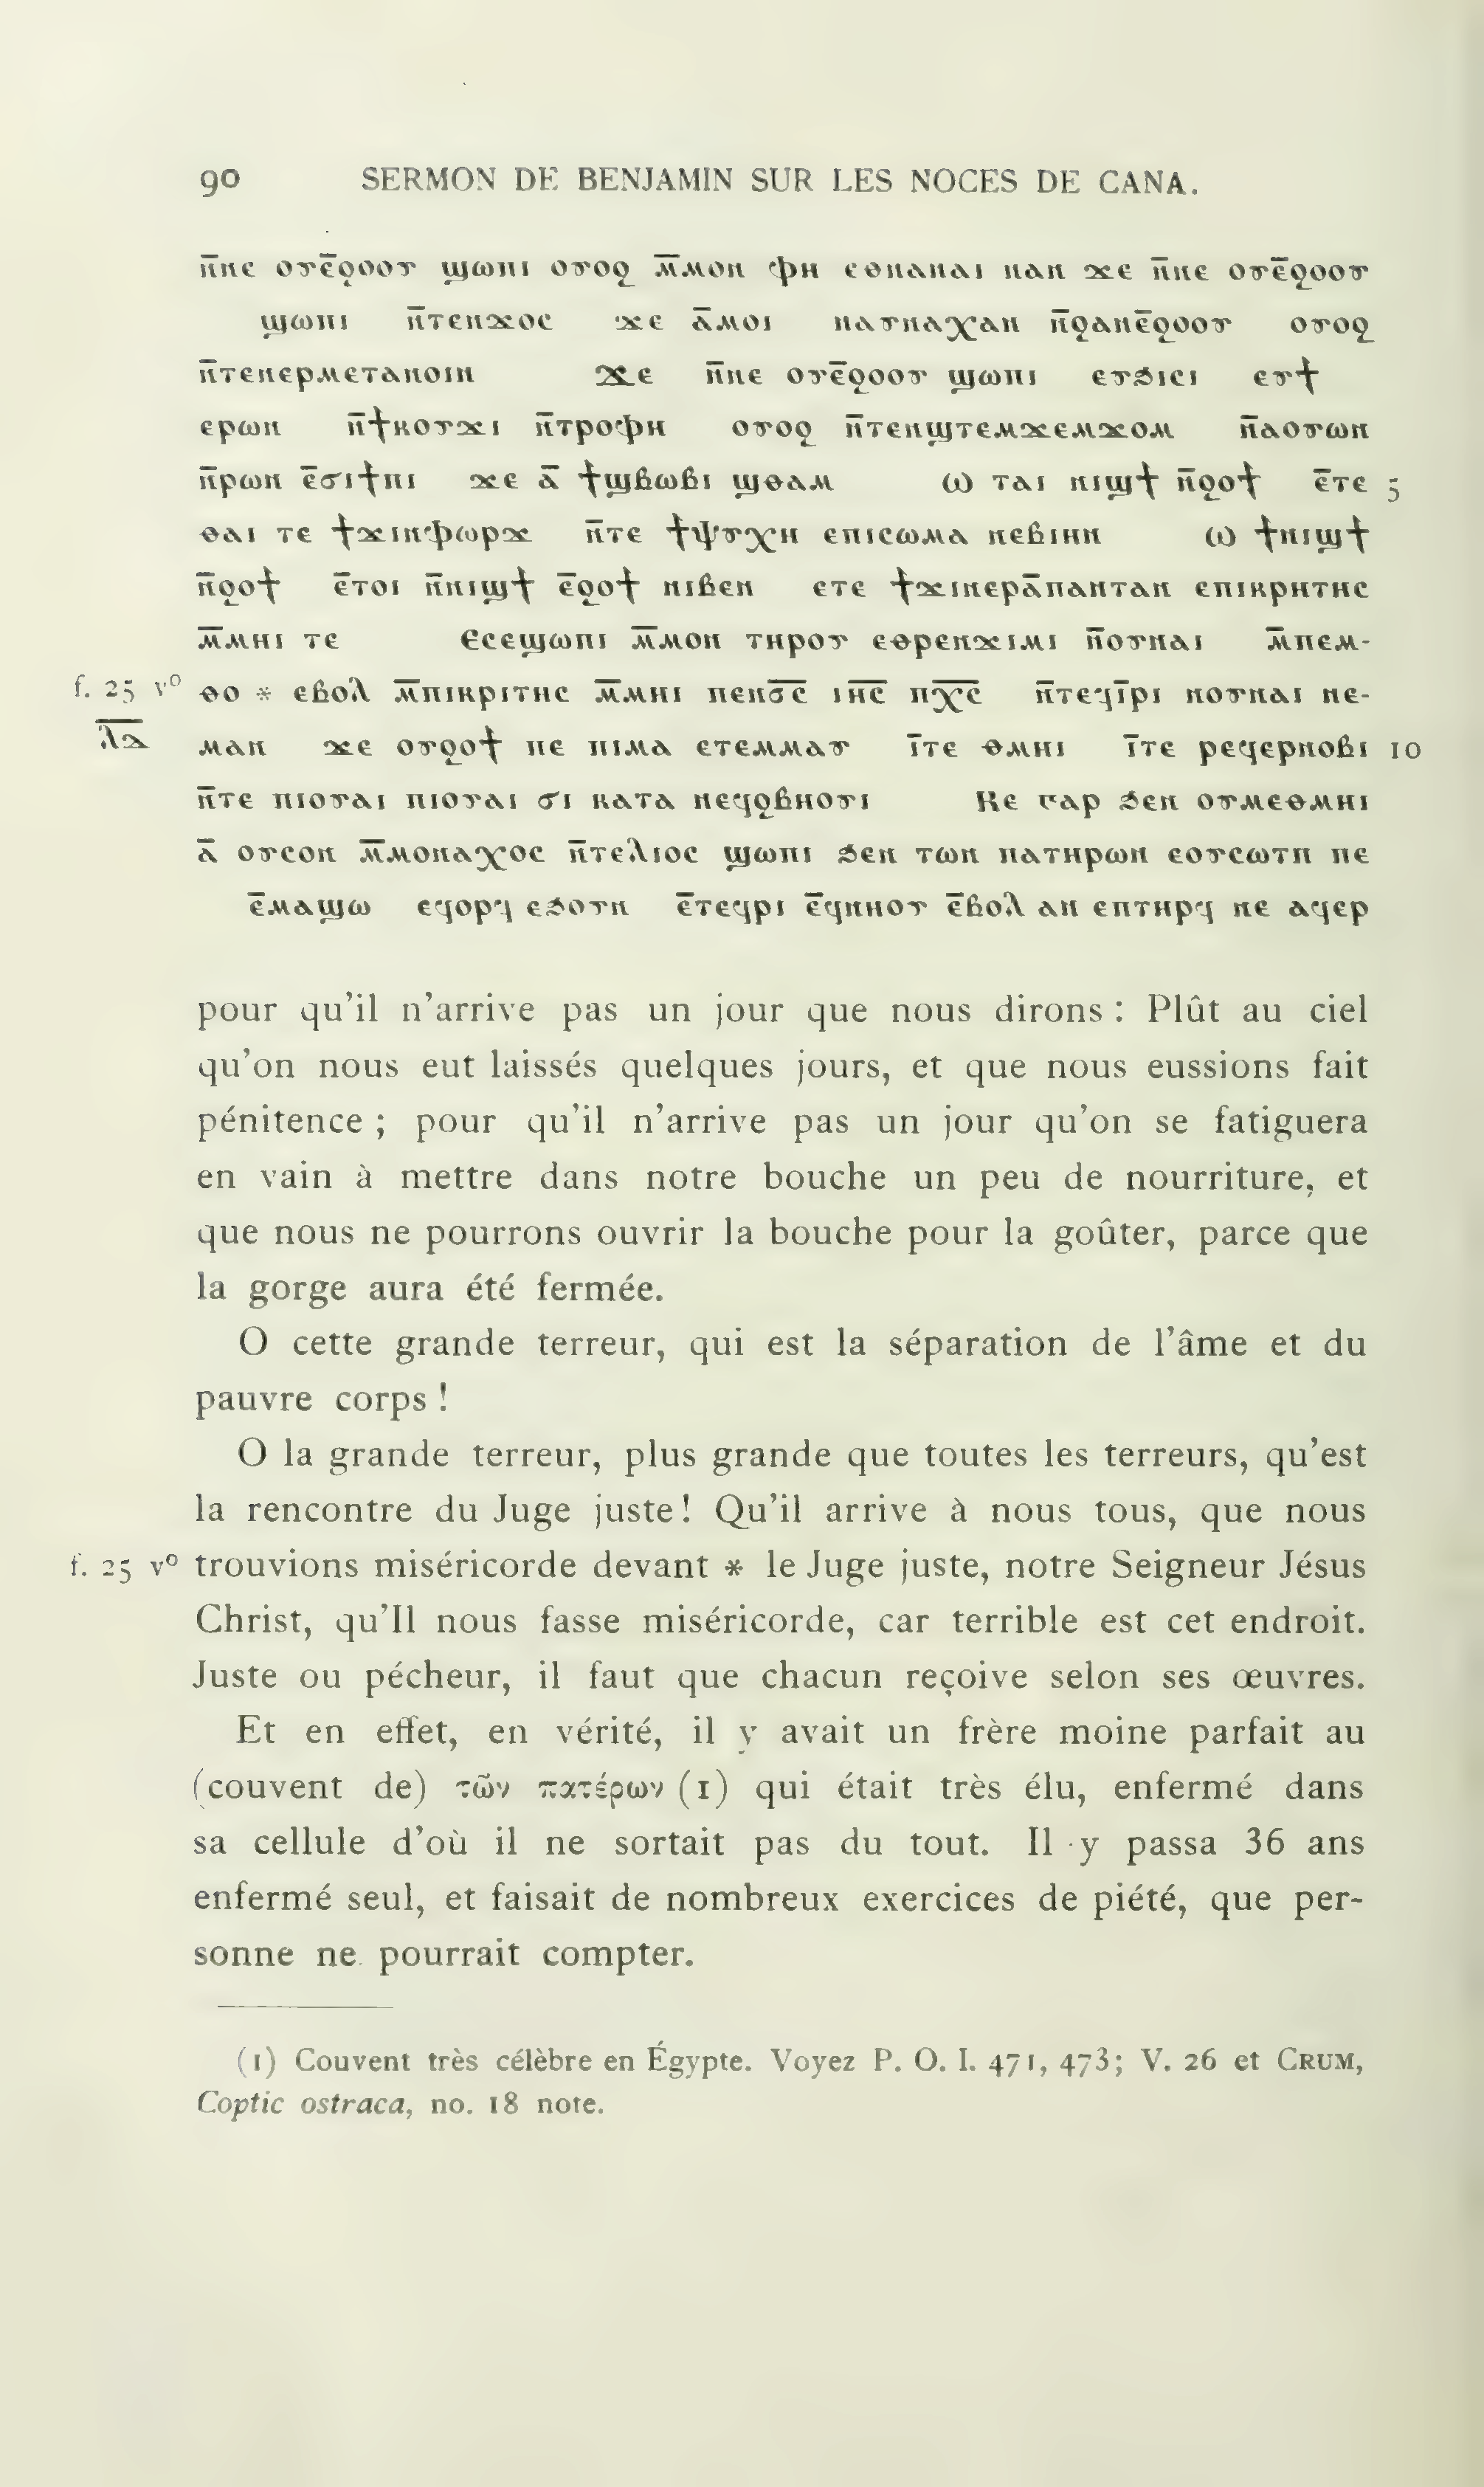 90 SERMON DE BENJAMIN SUR LES NOCES DE CANA.
ⲛ̄ⲛⲉ ⲟⲩⲉ̄ϩⲟⲟⲩ ϣⲱⲡⲓ ⲟⲩⲟϩ ⲙ̄ⲙⲟⲛ ⲫⲏ ⲉⲑⲛⲁⲛⲁⲓ ⲛⲁⲛ ϫⲉ ⲛ̄ⲛⲉ ⲟⲩⲉ̄ϩⲟⲟⲩ
ϣⲱⲡⲓ ⲛ̄ⲧⲉⲛϫⲟⲥ ϫⲉ ⲁ̄ⲙⲟⲓ ⲛⲁⲩⲛⲁⲭⲁⲛ ⲛ̄ϩⲁⲛⲉ̄ϩⲟⲟⲩ ⲟⲩⲟϩ
ⲛ̄ⲧⲉⲛⲉⲣⲙⲉⲧⲁⲛⲟⲓⲛ ϫⲉ ⲛ̄ⲛⲉ ⲟⲩⲉ̄ϩⲟⲟⲩ ϣⲱⲡⲓ ⲉⲩϧⲓⲥⲓ ⲉⲩϯ
ⲉⲣⲱⲛ ⲛ̄ϯⲕⲟⲩϫⲓ ⲛ̄ⲧⲣⲟⲫⲏ ⲟⲩⲟϩ ⲛ̄ⲧⲉⲛϣⲧⲉⲙϫⲉⲙϫⲟⲙ ⲛ̄ⲁⲟⲩⲱⲛ
ⲛ̄ⲣⲱⲛ ⲉ̄ϭⲓϯⲡⲓ ϫⲉ ⲁ̄ ϯϣⲃⲱⲃⲓ ϣⲑⲁⲙ ⲱ ⲧⲁⲓ ⲛⲓϣϯ ⲛ̄ϩⲟϯ ⲉ̄ⲧⲉ 5
ⲑⲁⲓ ⲧⲉ ϯϫⲓⲛⲫⲱⲣϫ ⲛ̄ⲧⲉ ϯⲯⲩⲭⲏ ⲉⲡⲓⲥⲱⲙⲁ ⲛⲉⲃⲓⲏⲛ ⲱ ϯⲛⲓϣϯ
ⲛ̄ϩⲟϯ ⲉ̄ⲧⲟⲓ ⲛ̄ⲛⲓϣϯ ⲉ̄ϩⲟϯ ⲛⲓⲃⲉⲛ ⲉⲧⲉ ϯϫⲓⲛⲉⲣⲁ̄ⲡⲁⲛⲧⲁⲛ ⲉⲡⲓⲕⲣⲏⲧⲏⲥ
ⲙ̄ⲙⲏⲓ ⲧⲉ Ⲉⲥⲉϣⲱⲡⲓ ⲙ̄ⲙⲟⲛ ⲧⲏⲣⲟⲩ ⲉⲑⲣⲉⲛϫⲓⲙⲓ ⲛ̄ⲟⲩⲛⲁⲓ ⲙ̄ⲡⲉⲙ-
f. 25 vº ⲑⲟ * ⲉⲃⲟⲗ ⲙ̄ⲡⲓⲕⲣⲓⲧⲏⲥ ⲙ̄ⲙⲏⲓ ⲡⲉⲛϭ̅ⲥ̅ ⲓⲏ̅ⲥ̅ ⲡⲭ̅ⲥ̅ ⲛ̄ⲧⲉϥⲓ̄ⲣⲓ ⲛⲟⲩⲛⲁⲓ ⲛⲉ-
ⲙⲁⲛ ϫⲉ ⲟⲩϩⲟϯ ⲡⲉ ⲡⲓⲙⲁ ⲉⲧⲉⲙⲙⲁⲩ ⲓ̄ⲧⲉ ⲑⲙⲏⲓ ⲓ̄ⲧⲉ ⲣⲉϥⲉⲣⲛⲟⲃⲓ 10
ⲛ̄ⲧⲉ ⲡⲓⲟⲩⲁⲓ ⲡⲓⲟⲩⲁⲓ ϭⲓ ⲕⲁⲧⲁ ⲛⲉϥϩⲃⲏⲟⲩⲓ Ⲕⲉ ⲅⲁⲣ ϧⲉⲛ ⲟⲩⲙⲉⲑⲙⲏⲓ
ⲁ̄ ⲟⲩⲥⲟⲛ ⲙ̄ⲙⲟⲛⲁⲭⲟⲥ ⲛ̄ⲧⲉⲗⲓⲟⲥ ϣⲱⲡⲓ ϧⲉⲛ ⲧⲱⲛ ⲡⲁⲧⲏⲣⲱⲛ ⲉⲟⲩⲥⲱⲧⲡ ⲡⲉ
ⲉ̄ⲙⲁϣⲱ ⲉϥⲟⲣϥ ⲉϧⲟⲩⲛ ⲉ̄ⲧⲉϥⲣⲓ ⲉ̄ϥⲛⲏⲟⲩ ⲉ̄ⲃⲟⲗ ⲁⲛ ⲉⲡⲧⲏⲣϥ ⲡⲉ ⲁϥⲉⲣ
pour qu'il n'arrive pas un jour que nous dirons : Plût au ciel
qu'on nous eut laissés quelques jours, et que nous eussions fait
pénitence ; pour qu'il n'arrive pas un jour qu'on se fatiguera
en vain à mettre dans notre bouche un peu de nourriture, et
que nous ne pourrons ouvrir la bouche pour la goûter, parce que
la gorge aura été fermée.
O cette grande terreur, qui est la séparation de l'âme et du
pauvre corps !
O la grande terreur, plus grande que toutes les terreurs, qu'est
la rencontre du Juge juste! Qu'il arrive à nous tous, que nous
f. 25 vº trouvions miséricorde devant * le Juge juste, notre Seigneur Jésus
Christ, qu'Il nous fasse miséricorde, car terrible est cet endroit.
Juste ou pécheur, il faut que chacun reçoive selon ses œuvres.
Et en effet, en vérité, il y avait un frère moine parfait au
(couvent de) τῶν πατέρων (1) qui était très élu, enfermé dans
sa cellule d'où il ne sortait pas du tout. Il y passa 36 ans
enfermé seul, et faisait de nombreux exercices de piété, que per-
sonne ne pourrait compter.
(1) Couvent très célèbre en Égypte. Voyez P. O. I. 471, 473; V. 26 et CRUM,
Coptic ostraca, no. 18 note.